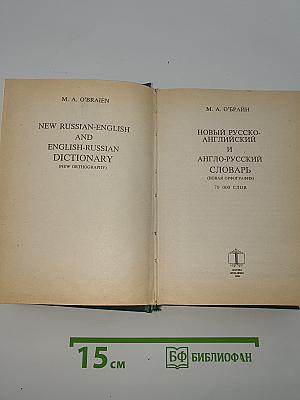 M. A. O'BRAIEN
NEW RUSSIAN-ENGLISH
AND
ENGLISH-RUSSIAN
DICTIONARY
(NEW ORTHOGRAPHY)
М. А. О'БРАЙН
НОВЫЙ РУССКО-
АНГЛИЙСКИЙ
И
АНГЛО-РУССКИЙ
СЛОВАРЬ
(НОВАЯ ОРФОГРАФИЯ)
70 000 СЛОВ
15 см
БФ БИБЛИОФАН